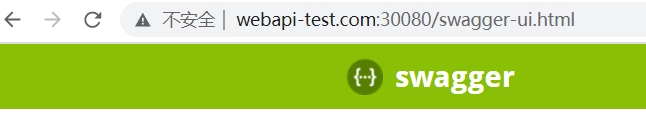 不安全 | webapi-test.com:30080/swagger-ui.html
{···} swagger